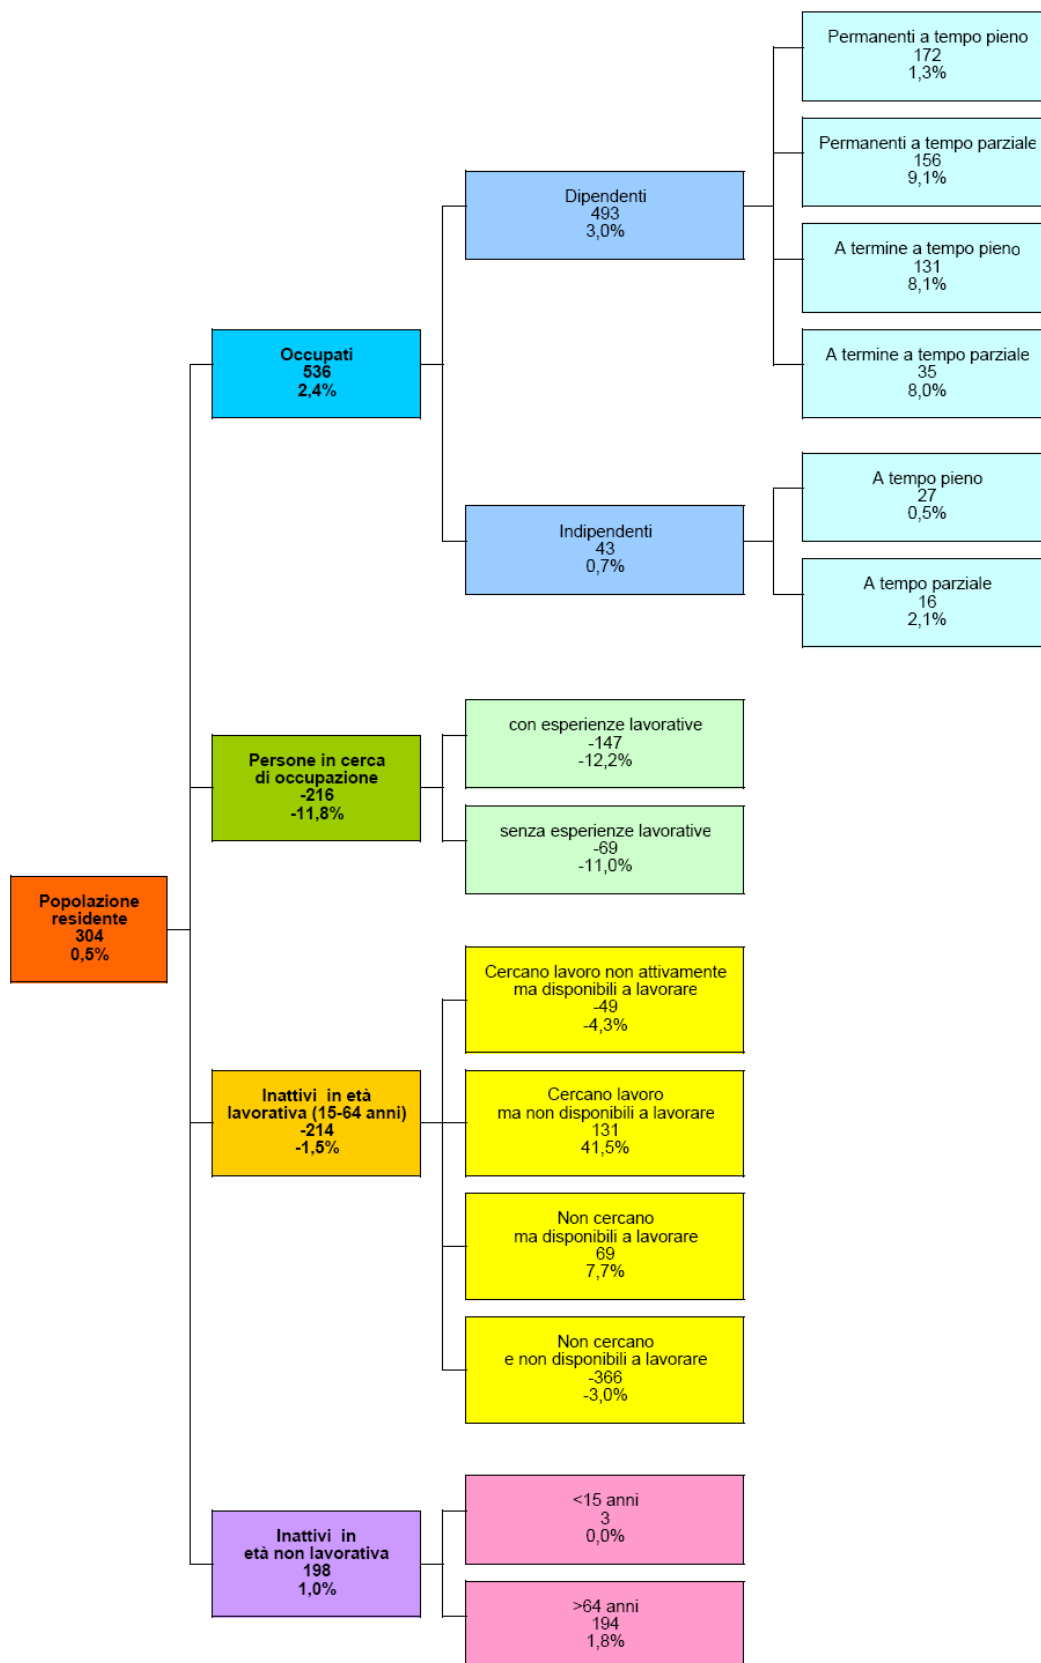 Popolazione
residente
304
0,5%
Occupati
536
2,4%
Dipendenti
493
3,0%
Permanenti a tempo pieno
172
1,3%
Permanenti a tempo parziale
156
9,1%
A termine a tempo pieno
131
8,1%
A termine a tempo parziale
35
8,0%
Indipendenti
43
0,7%
A tempo pieno
27
0,5%
A tempo parziale
16
2,1%
Persone in cerca
di occupazione
-216
-11,8%
con esperienze lavorative
-147
-12,2%
senza esperienze lavorative
-69
-11,0%
Inattivi in età
lavorativa (15-64 anni)
-214
-1,5%
Cercano lavoro non attivamente
ma disponibili a lavorare
-49
-4,3%
Cercano lavoro
ma non disponibili a lavorare
131
41,5%
Non cercano
ma disponibili a lavorare
69
7,7%
Non cercano
e non disponibili a lavorare
-366
-3,0%
Inattivi in
età non lavorativa
198
1,0%
<15 anni
3
0,0%
>64 anni
194
1,8%